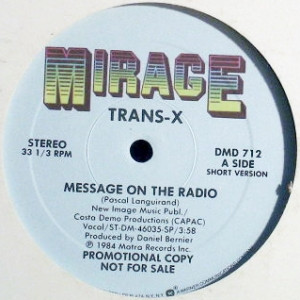 MIRAGE
TRANS-X
STEREO
33 1/3 RPM
DMD 712
A SIDE
SHORT VERSION
MESSAGE ON THE RADIO
(Pascal Languirand)
New Image Music Publ./
Costa Demo Productions (CAPAC)
Vocal/ST-DM-46035-SP/3:58
Produced by Daniel Bernier
℗ 1984 Matra Records Inc.
PROMOTIONAL COPY
NOT FOR SALE